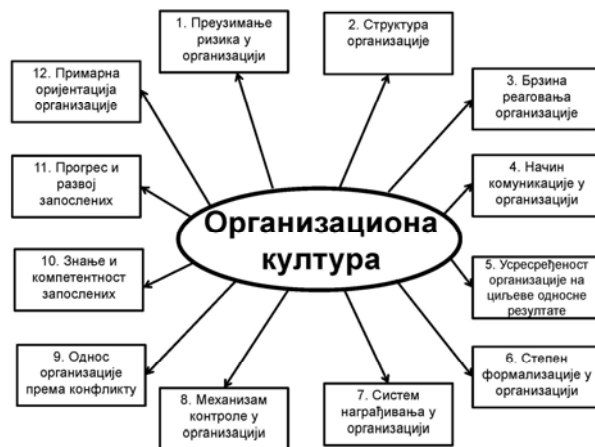 1. Преузимање
ризика у
организацији
2. Структура
организације
3. Брзина
реаговања
организације
4. Начин
комуникације у
организацији
5. Усресређеност
организације на
циљеве односне
резултате
6. Степен
формализације у
организацији
7. Систем
награђивања у
организацији
8. Механизам
контроле у
организацији
9. Однос
организације
према конфликту
10. Знање и
компетентност
запослених
11. Прогрес и
развој
запослених
12. Примарна
оријентација
организације
Организациона
култура